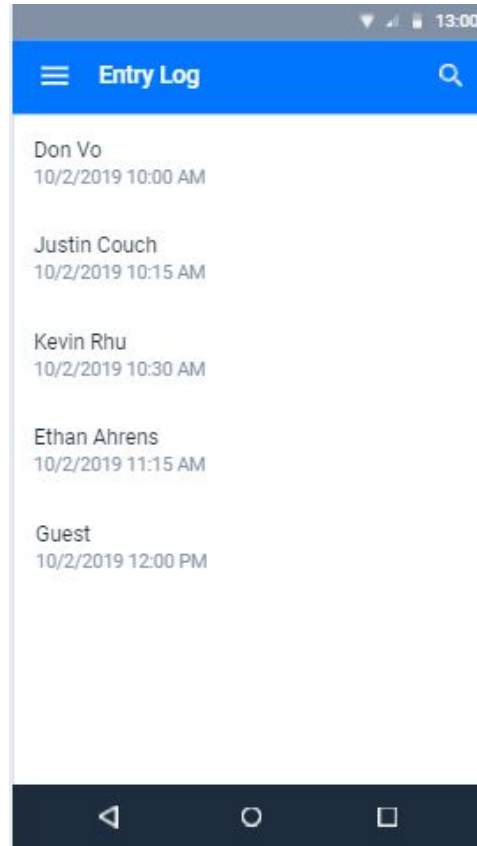 13:00
Entry Log
Don Vo
10/2/2019 10:00 AM
Justin Couch
10/2/2019 10:15 AM
Kevin Rhu
10/2/2019 10:30 AM
Ethan Ahrens
10/2/2019 11:15 AM
Guest
10/2/2019 12:00 PM